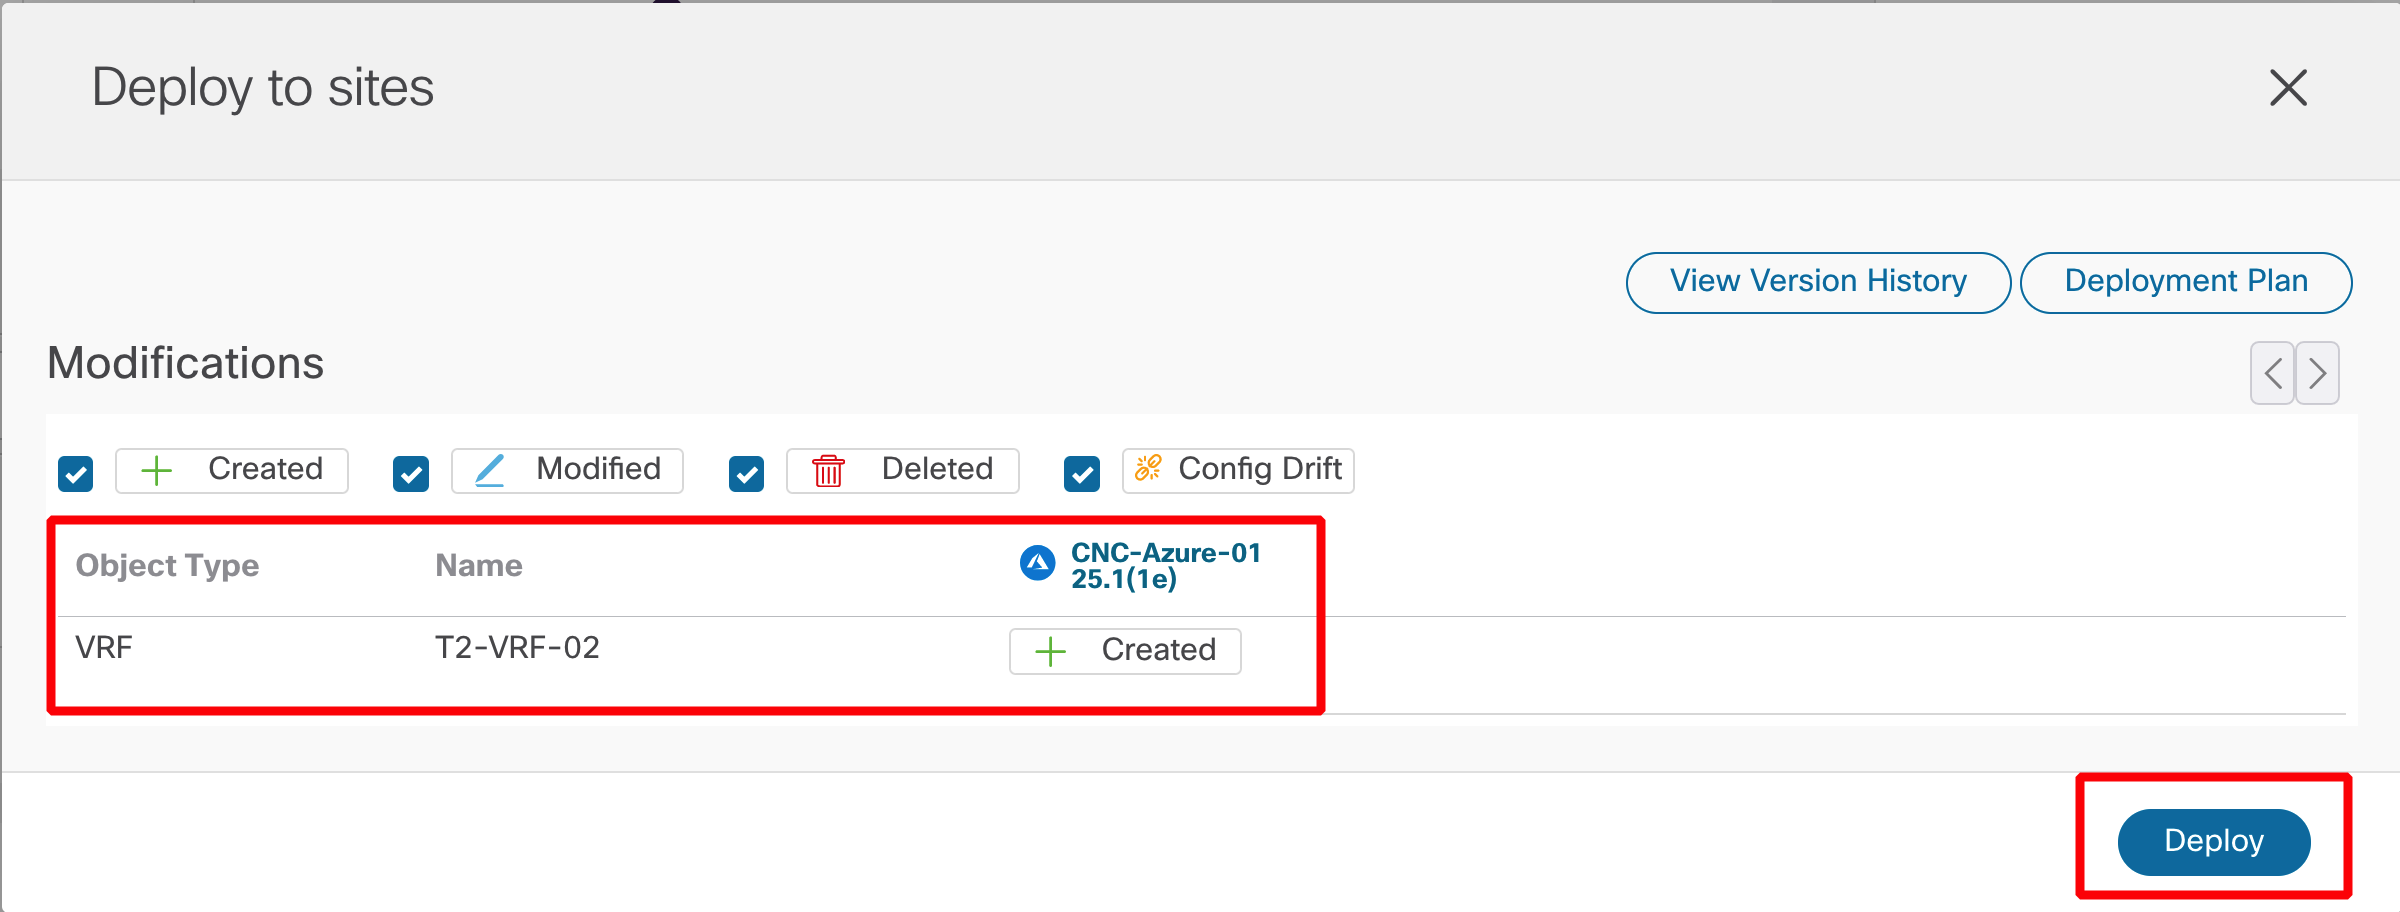 Deploy to sites
View Version History Deployment Plan
Modifications
Created Modified Deleted Config Drift
Object Type Name CNC-Azure-01
25.1(1e)
VRF T2-VRF-02 Created
Deploy